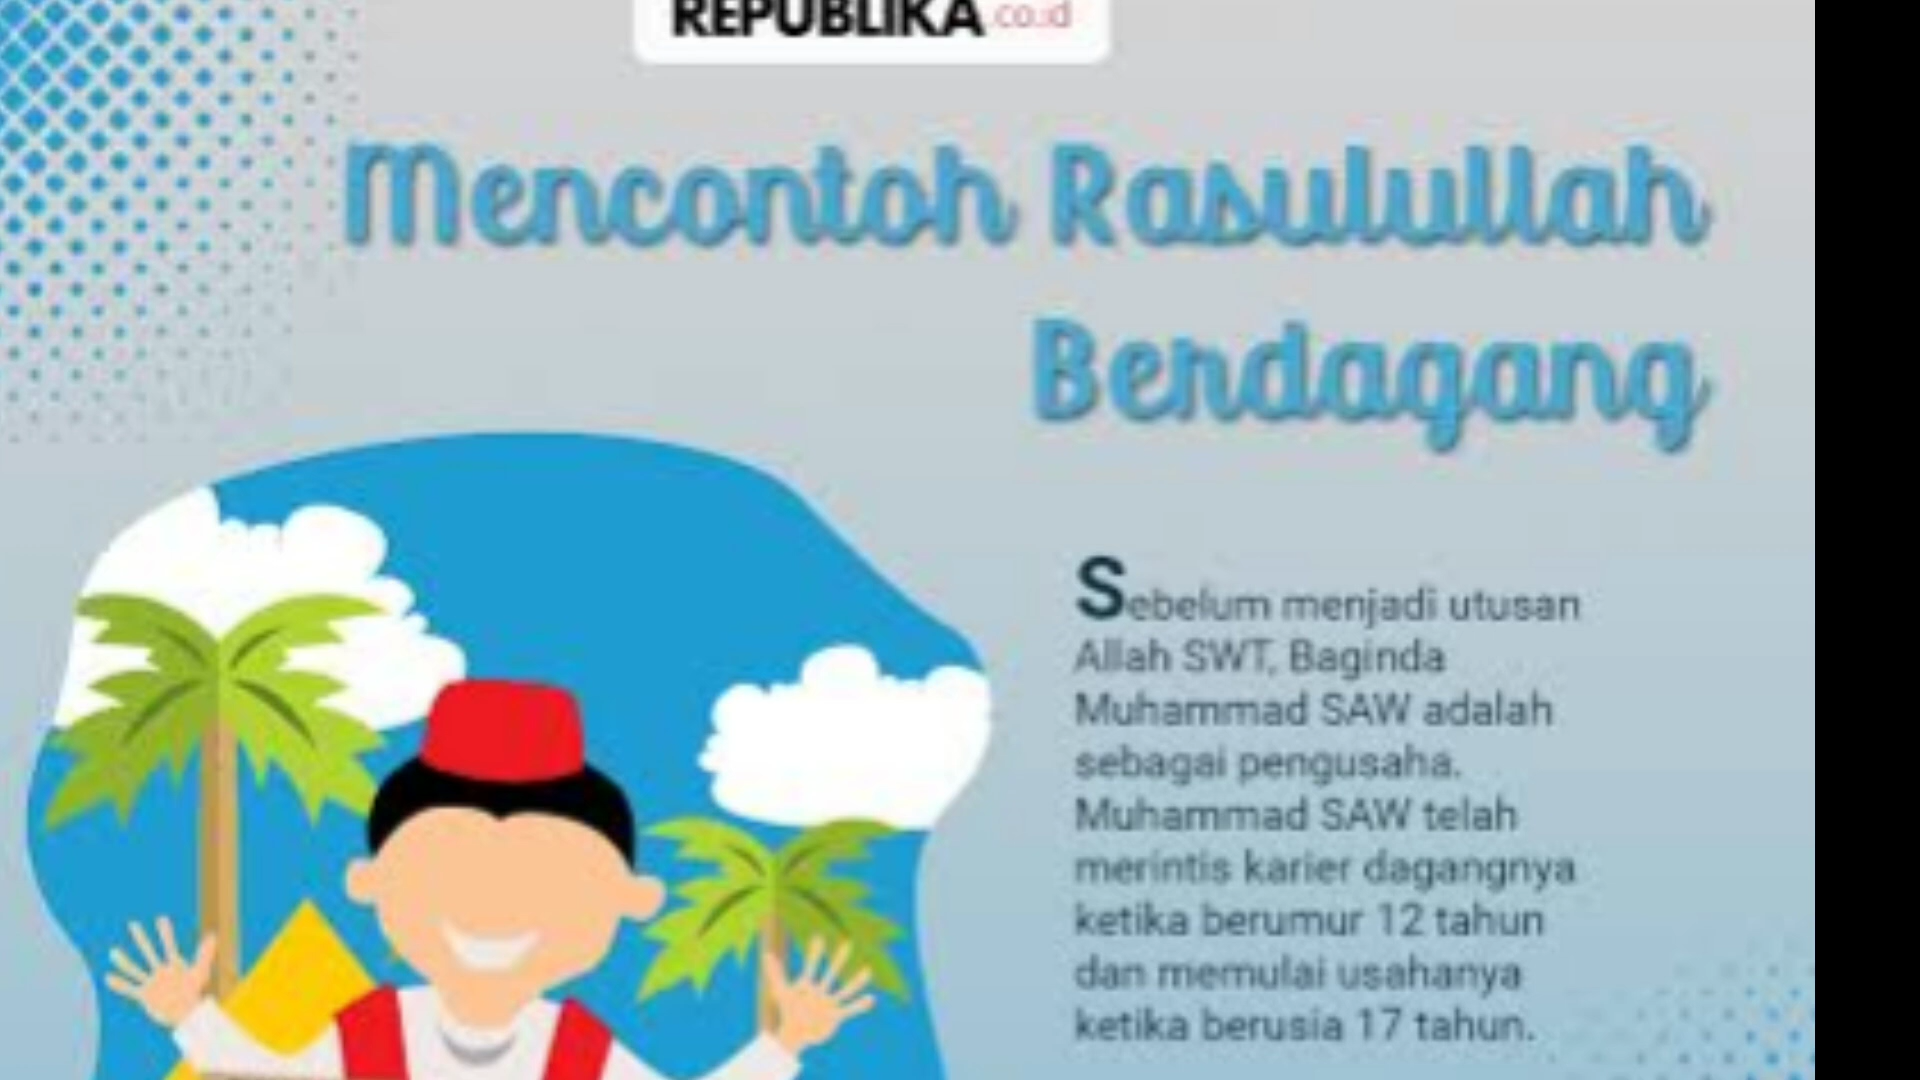 REPUBLIKA.co.id
Mencontoh Rasulullah
Berdagang
Sebelum menjadi utusan
Allah SWT, Baginda
Muhammad SAW adalah
sebagai pengusaha.
Muhammad SAW telah
merintis karier dagangnya
ketika berumur 12 tahun
dan memulai usahanya
ketika berusia 17 tahun.